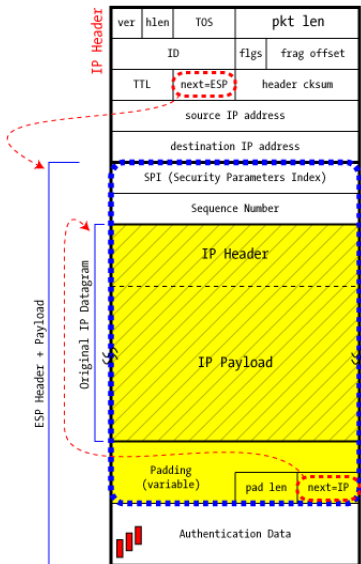 IP Header
ver hlen TOS pkt len
ID flgs frag offset
TTL next=ESP header cksum
source IP address
destination IP address
SPI (Security Parameters Index)
Sequence Number
IP Header
IP Payload
Original IP Datagram
ESP Header + Payload
Padding
(variable)
pad len next=IP
Authentication Data